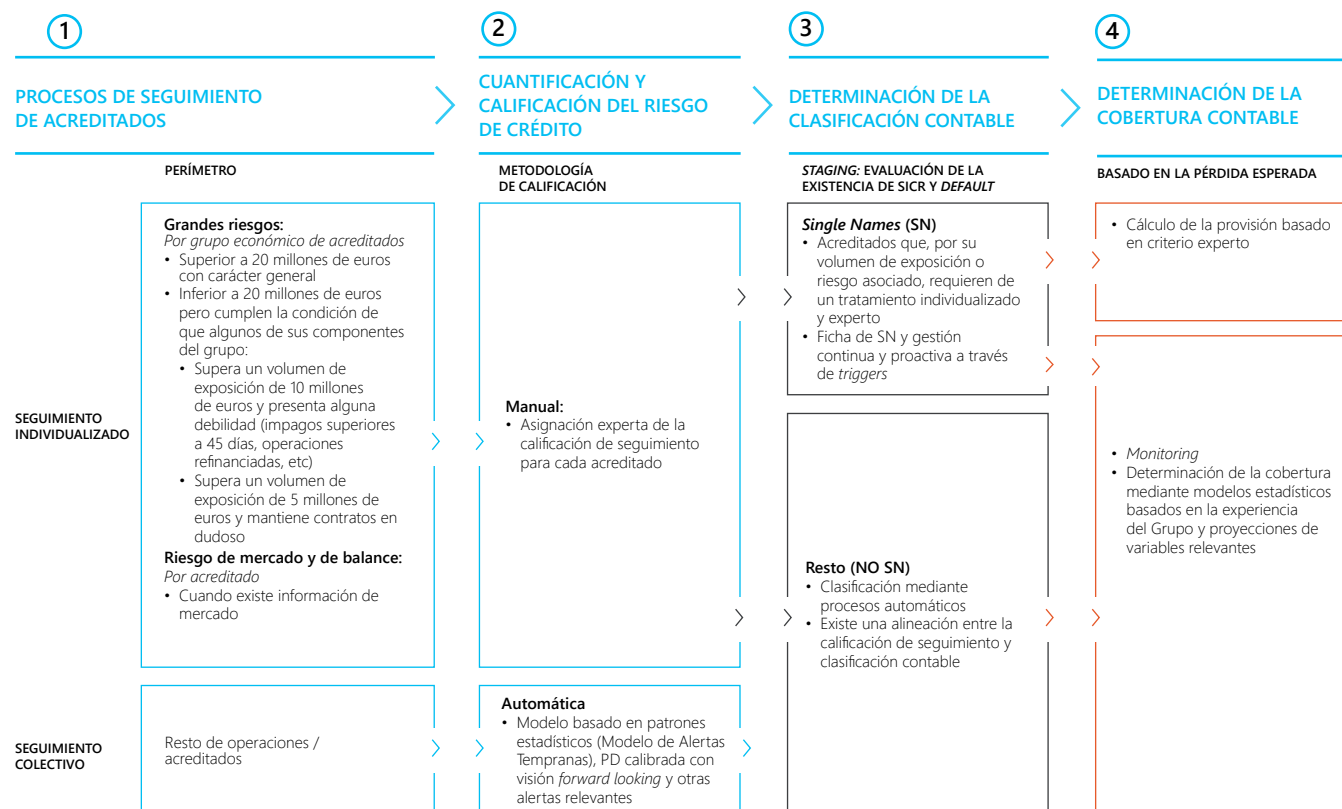 1
PROCESOS DE SEGUIMIENTO
DE ACREDITADOS
2
CUANTIFICACIÓN Y
CALIFICACIÓN DEL RIESGO
DE CRÉDITO
3
DETERMINACIÓN DE LA
CLASIFICACIÓN CONTABLE
4
DETERMINACIÓN DE LA
COBERTURA CONTABLE
PERÍMETRO
METODOLOGÍA
DE CALIFICACIÓN
STAGING: EVALUACIÓN DE LA
EXISTENCIA DE SICR Y DEFAULT
BASADO EN LA PÉRDIDA ESPERADA
SEGUIMIENTO
INDIVIDUALIZADO
Grandes riesgos:
Por grupo económico de acreditados
• Superior a 20 millones de euros
con carácter general
• Inferior a 20 millones de euros
pero cumplen la condición de
que algunos de sus componentes
del grupo:
• Supera un volumen de
exposición de 10 millones
de euros y presenta alguna
debilidad (impagos superiores
a 45 días, operaciones
refinanciadas, etc)
• Supera un volumen de
exposición de 5 millones de
euros y mantiene contratos en
dudoso
Riesgo de mercado y de balance:
Por acreditado
• Cuando existe información de
mercado
Manual:
• Asignación experta de la
calificación de seguimiento
para cada acreditado
Single Names (SN)
• Acreditados que, por su
volumen de exposición o
riesgo asociado, requieren de
un tratamiento individualizado
y experto
• Ficha de SN y gestión
continua y proactiva a través
de triggers
Resto (NO SN)
• Clasificación mediante
procesos automáticos
• Existe una alineación entre la
calificación de seguimiento y
clasificación contable
• Cálculo de la provisión basado
en criterio experto
• Monitoring
• Determinación de la cobertura
mediante modelos estadísticos
basados en la experiencia
del Grupo y proyecciones de
variables relevantes
SEGUIMIENTO
COLECTIVO
Resto de operaciones /
acreditados
Automática
• Modelo basado en patrones
estadísticos (Modelo de Alertas
Tempranas), PD calibrada con
visión forward looking y otras
alertas relevantes